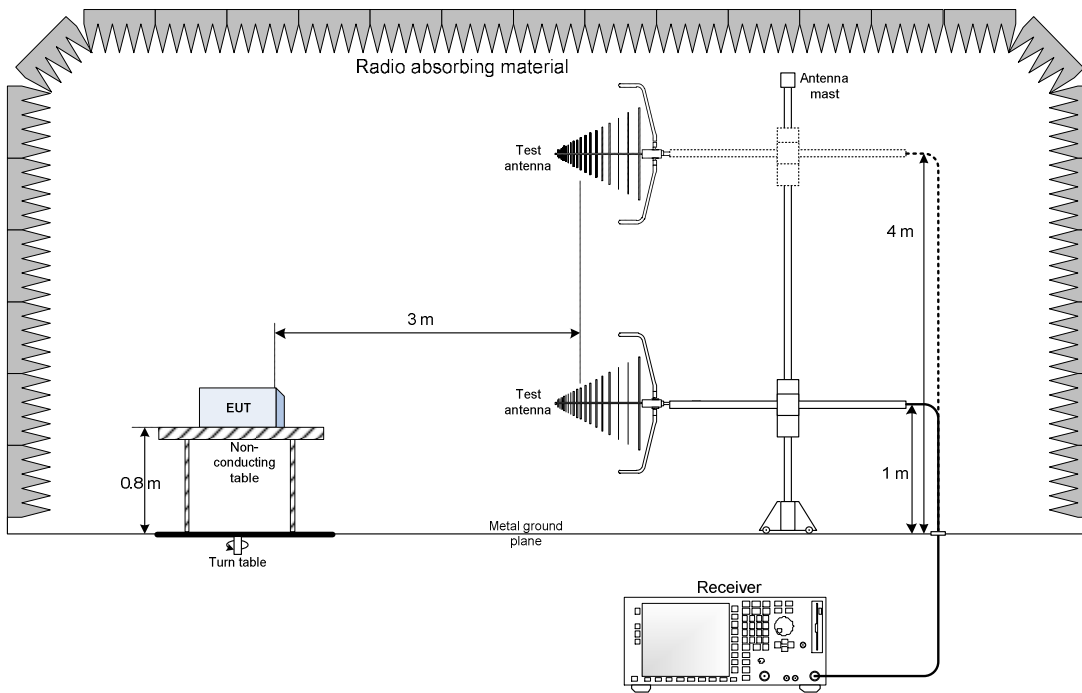 Radio absorbing material
Antenna
mast
Test
antenna
4 m
3 m
Test
antenna
EUT
Non-
conducting
table
0.8 m
1 m
Metal ground
plane
Turn table
Receiver